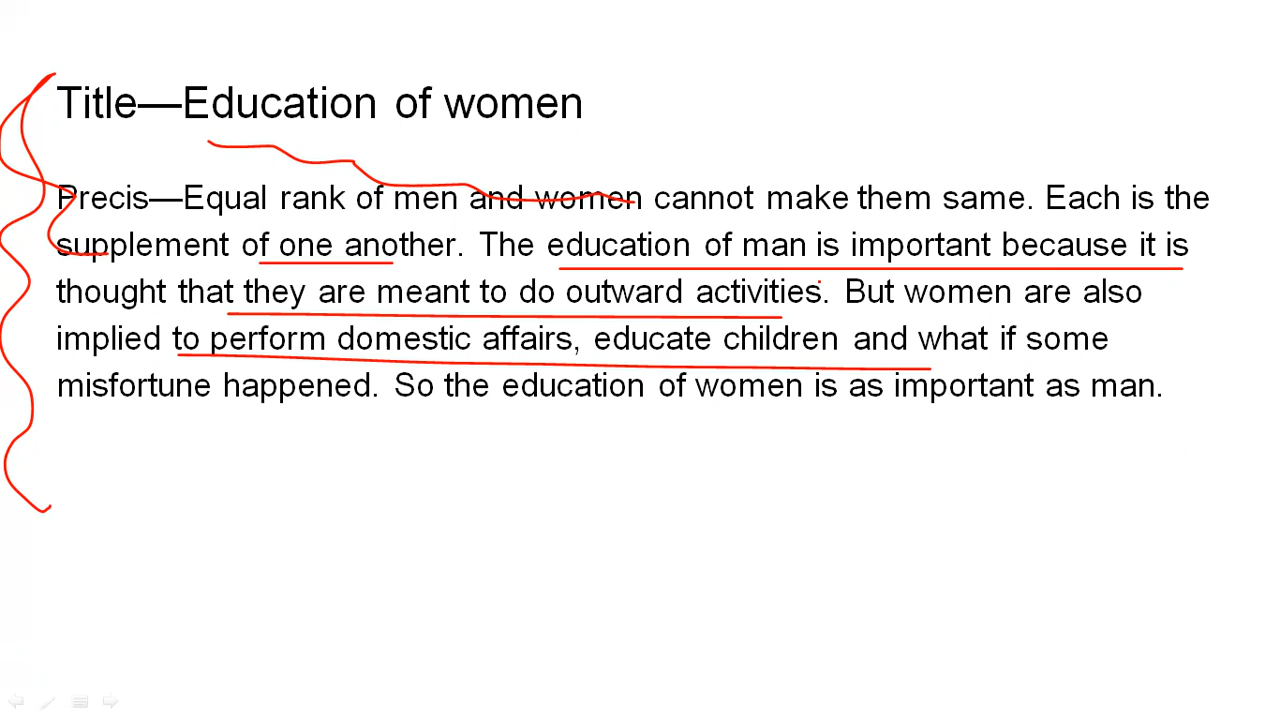 Title—Education of women
Precis—Equal rank of men and women cannot make them same. Each is the
supplement of one another. The education of man is important because it is
thought that they are meant to do outward activities. But women are also
implied to perform domestic affairs, educate children and what if some
misfortune happened. So the education of women is as important as man.